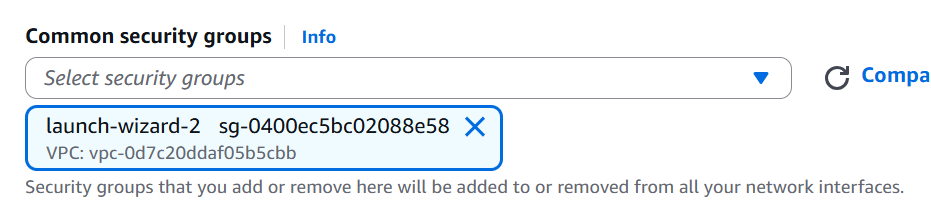 Common security groups Info
Select security groups
Compa
launch-wizard-2 sg-0400ec5bc02088e58
VPC: vpc-0d7c20ddaf05b5cbb
Security groups that you add or remove here will be added to or removed from all your network interfaces.